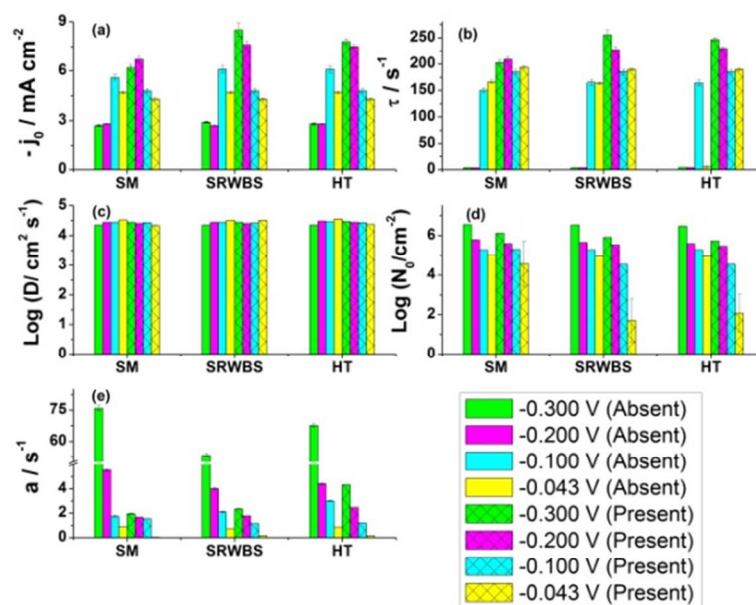 (a)
- j0 / mA cm-2
9
6
3
0
SM
SRWBS
HT
(b)
τ / s-1
250
200
150
100
50
0
SM
SRWBS
HT
(c)
Log (D/ cm2 s-1)
5
4
3
2
1
0
SM
SRWBS
HT
(d)
Log (N0/cm-2)
6
4
2
0
SM
SRWBS
HT
(e)
a / s-1
75
60
4
2
0
SM
SRWBS
HT
-0.300 V (Absent)
-0.200 V (Absent)
-0.100 V (Absent)
-0.043 V (Absent)
-0.300 V (Present)
-0.200 V (Present)
-0.100 V (Present)
-0.043 V (Present)